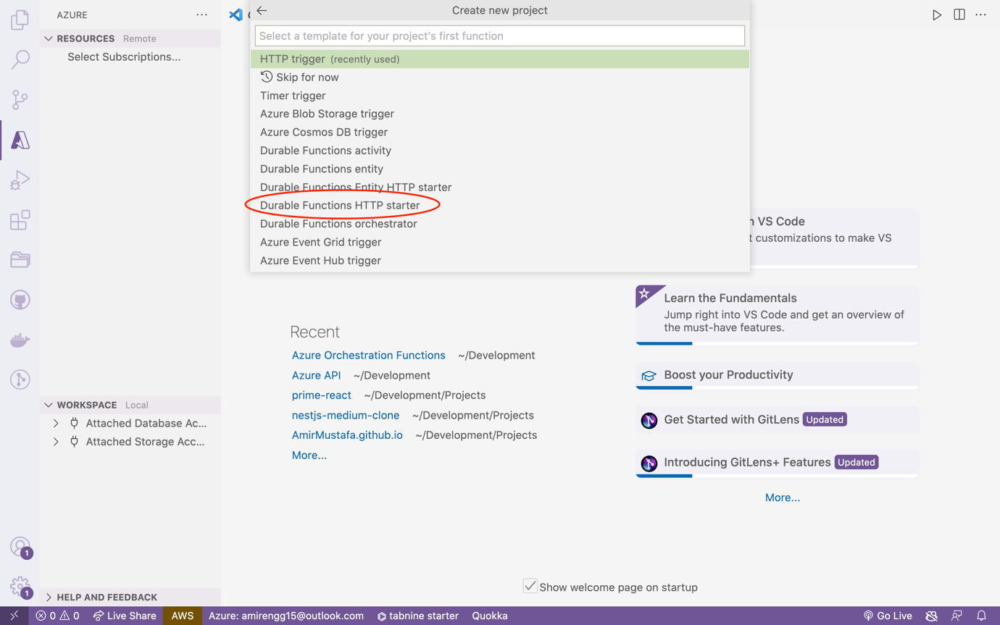 AZURE
RESOURCES Remote
Select Subscriptions...
Create new project
Select a template for your project's first function
HTTP trigger (recently used)
Skip for now
Timer trigger
Azure Blob Storage trigger
Azure Cosmos DB trigger
Durable Functions activity
Durable Functions entity
Durable Functions Entity HTTP starter
Durable Functions HTTP starter
Durable Functions orchestrator
Azure Event Grid trigger
Azure Event Hub trigger
VS Code
customizations to make VS
Learn the Fundamentals
Jump right into VS Code and get an overview of
the must-have features.
Boost your Productivity
Get Started with GitLens Updated
Introducing GitLens+ Features Updated
More...
Recent
Azure Orchestration Functions ~/Development
Azure API ~/Development
prime-react ~/Development/Projects
nestjs-medium-clone ~/Development/Projects
AmirMustafa.github.io ~/Development/Projects
More...
WORKSPACE Local
Attached Database Ac...
Attached Storage Acc...
1
1
HELP AND FEEDBACK
Show welcome page on startup
0 0 Live Share AWS Azure: amirengg15@outlook.com tabnine starter Quokka Go Live